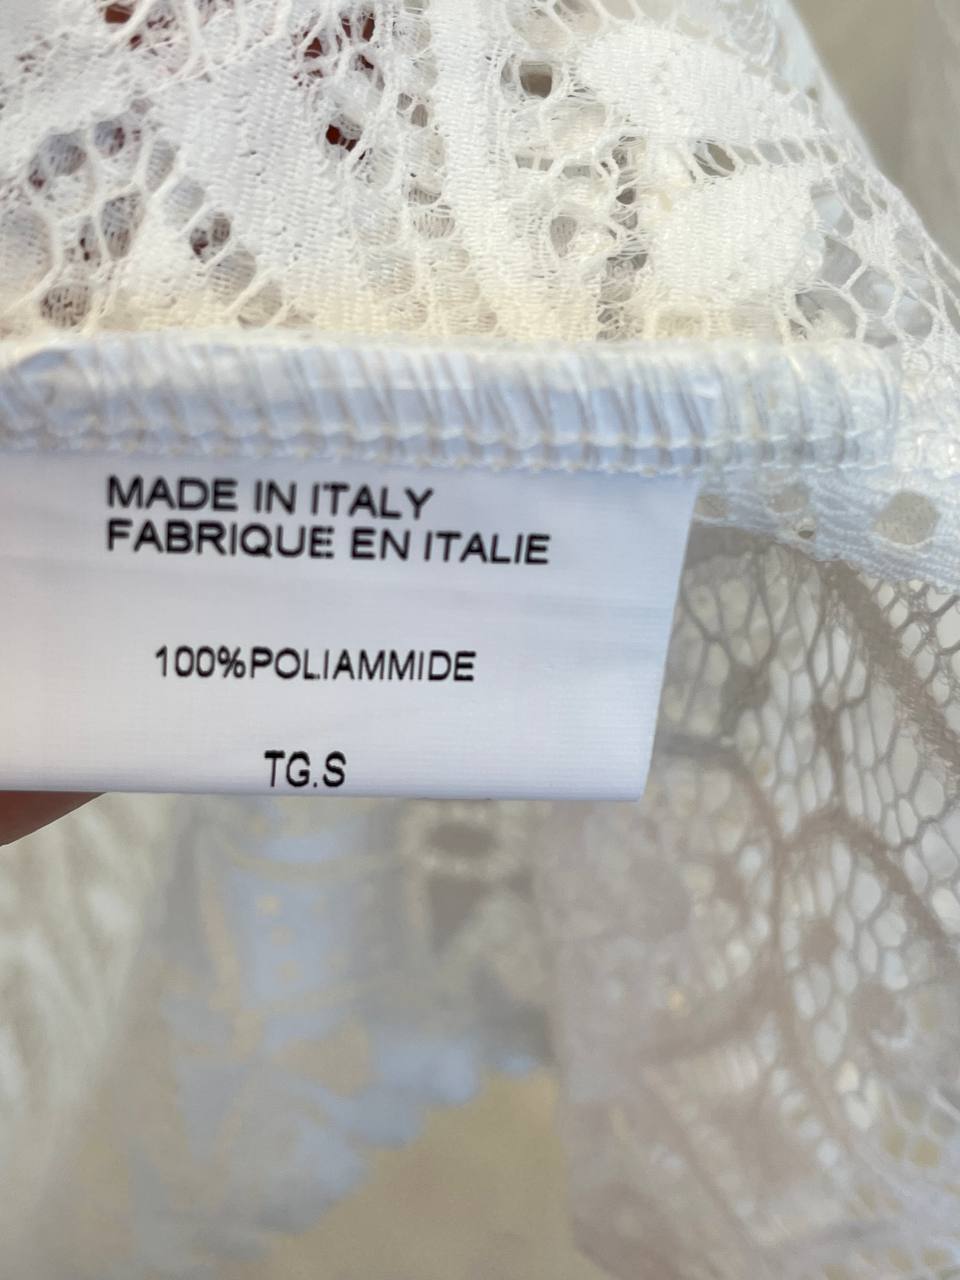 MADE IN ITALY
FABRIQUE EN ITALIE
100%POLIAMMIDE
TG.S